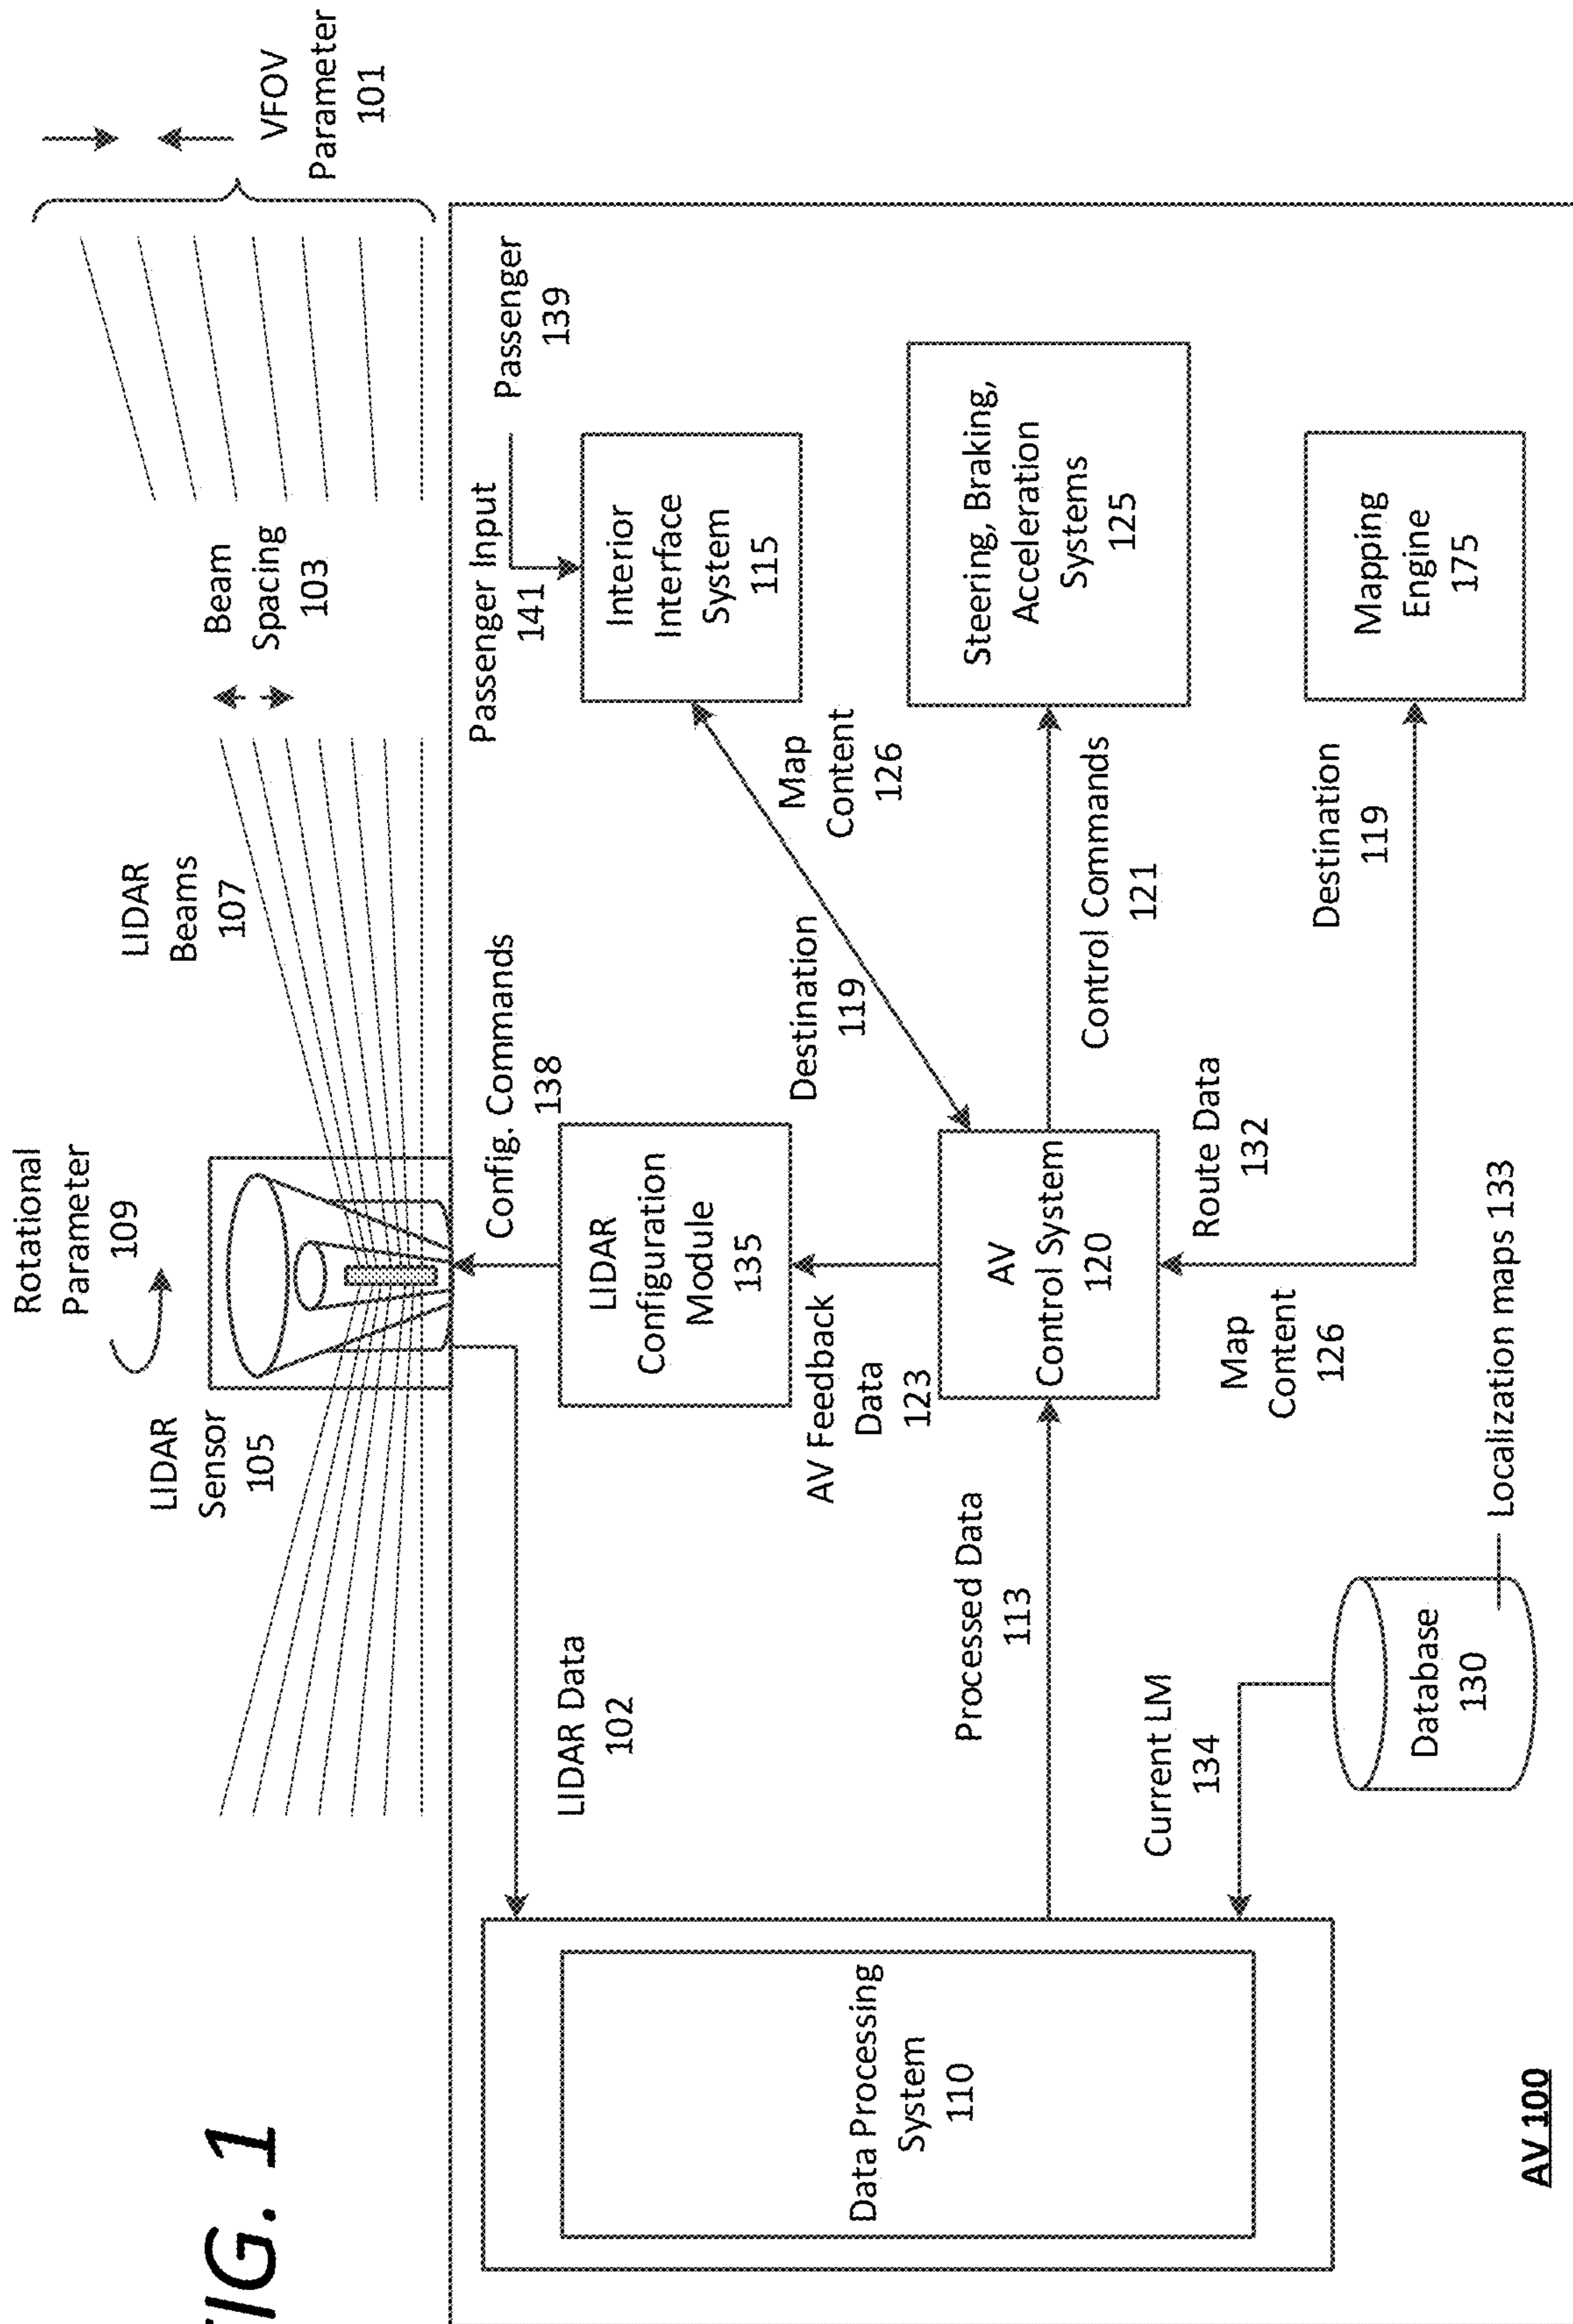 FIG. 1
Rotational
Parameter
109
LIDAR
Sensor
105
LIDAR
Beams
107
Beam
Spacing
103
VFOV
Parameter
101
LIDAR Data
102
Config. Commands
138
Passenger Input
141
Passenger
139
LIDAR
Configuration
Module
135
Interior
Interface
System
115
AV Feedback
Data
123
Destination
119
Map
Content
126
Data Processing
System
110
Processed Data
113
AV
Control System
120
Control Commands
121
Steering, Braking,
Acceleration
Systems
125
Current LM
134
Map
Content
126
Route Data
132
Destination
119
Mapping
Engine
175
Database
130
Localization maps 133
AV 100